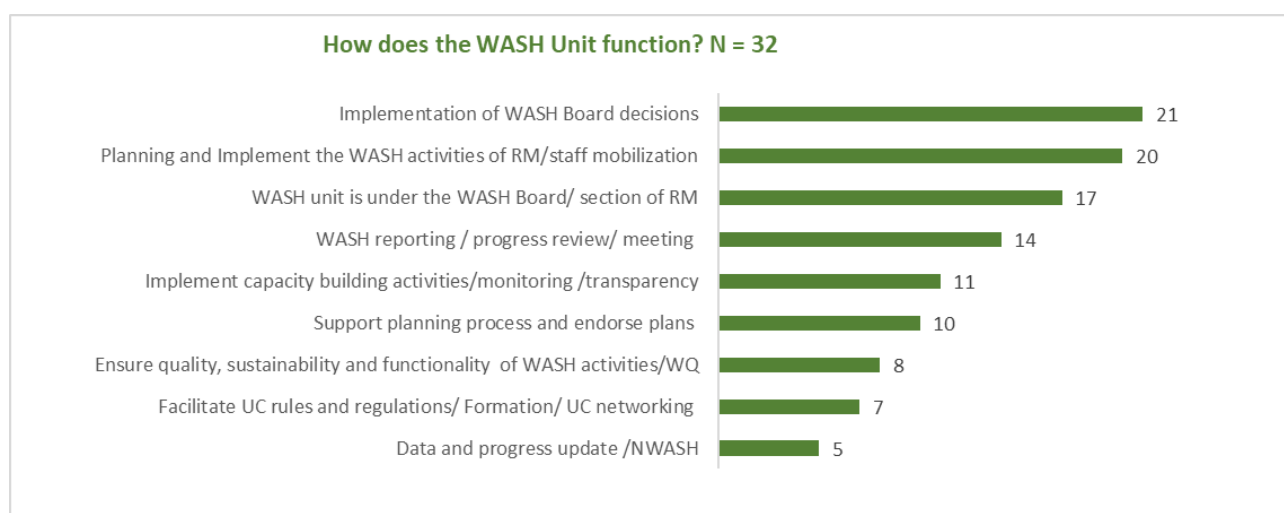 How does the WASH Unit function? N = 32
Implementation of WASH Board decisions 21
Planning and Implement the WASH activities of RM/staff mobilization 20
WASH unit is under the WASH Board/ section of RM 17
WASH reporting / progress review/ meeting 14
Implement capacity building activities/monitoring /transparency 11
Support planning process and endorse plans 10
Ensure quality, sustainability and functionality of WASH activities/WQ 8
Facilitate UC rules and regulations/ Formation/ UC networking 7
Data and progress update /NWASH 5